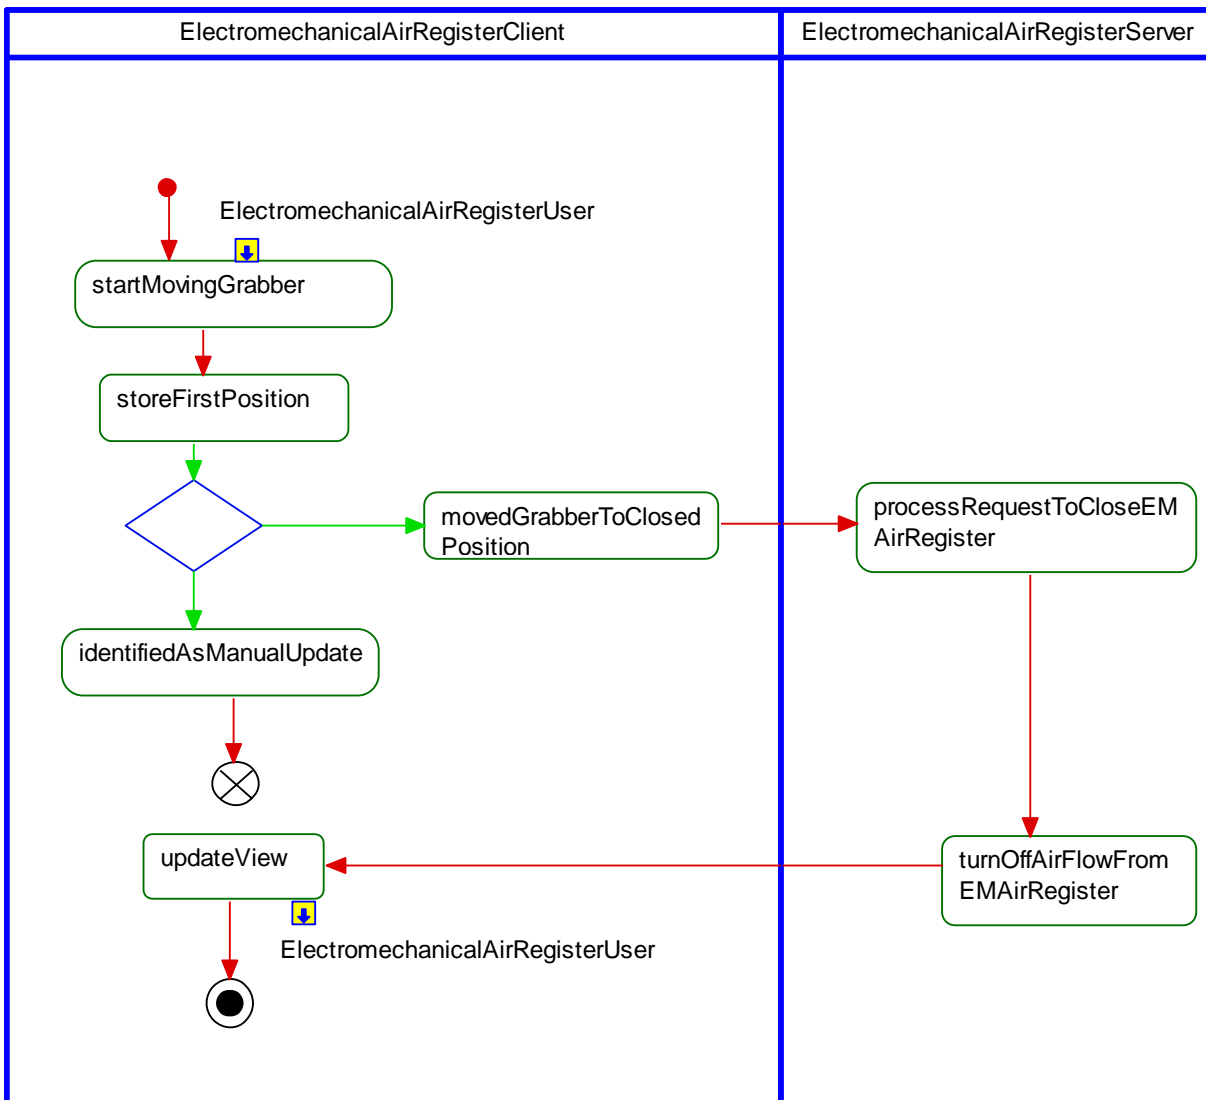 ElectromechanicalAirRegisterClient
ElectromechanicalAirRegisterServer
ElectromechanicalAirRegisterUser
startMovingGrabber
storeFirstPosition
movedGrabberToClosed
Position
processRequestToCloseEM
AirRegister
identifiedAsManualUpdate
updateView
turnOffAirFlowFrom
EMAirRegister
ElectromechanicalAirRegisterUser